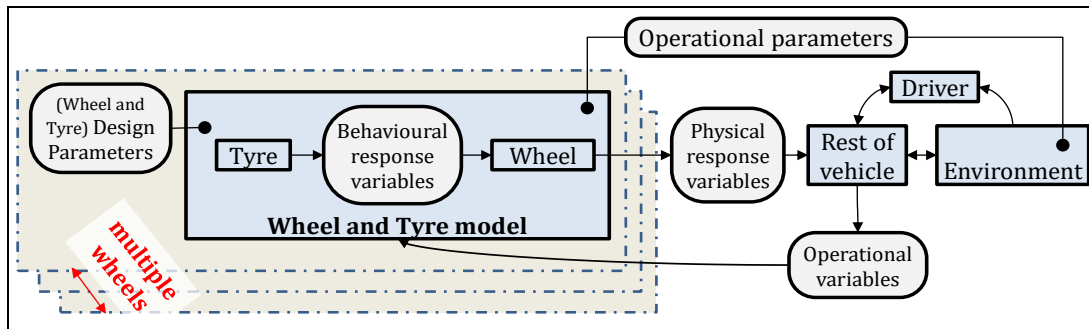 Operational parameters
(Wheel and
Tyre) Design
Parameters
Tyre
Behavioural
response
variables
Wheel
Wheel and Tyre model
multiple
wheels
Physical
response
variables
Driver
Rest of
vehicle
Environment
Operational
variables